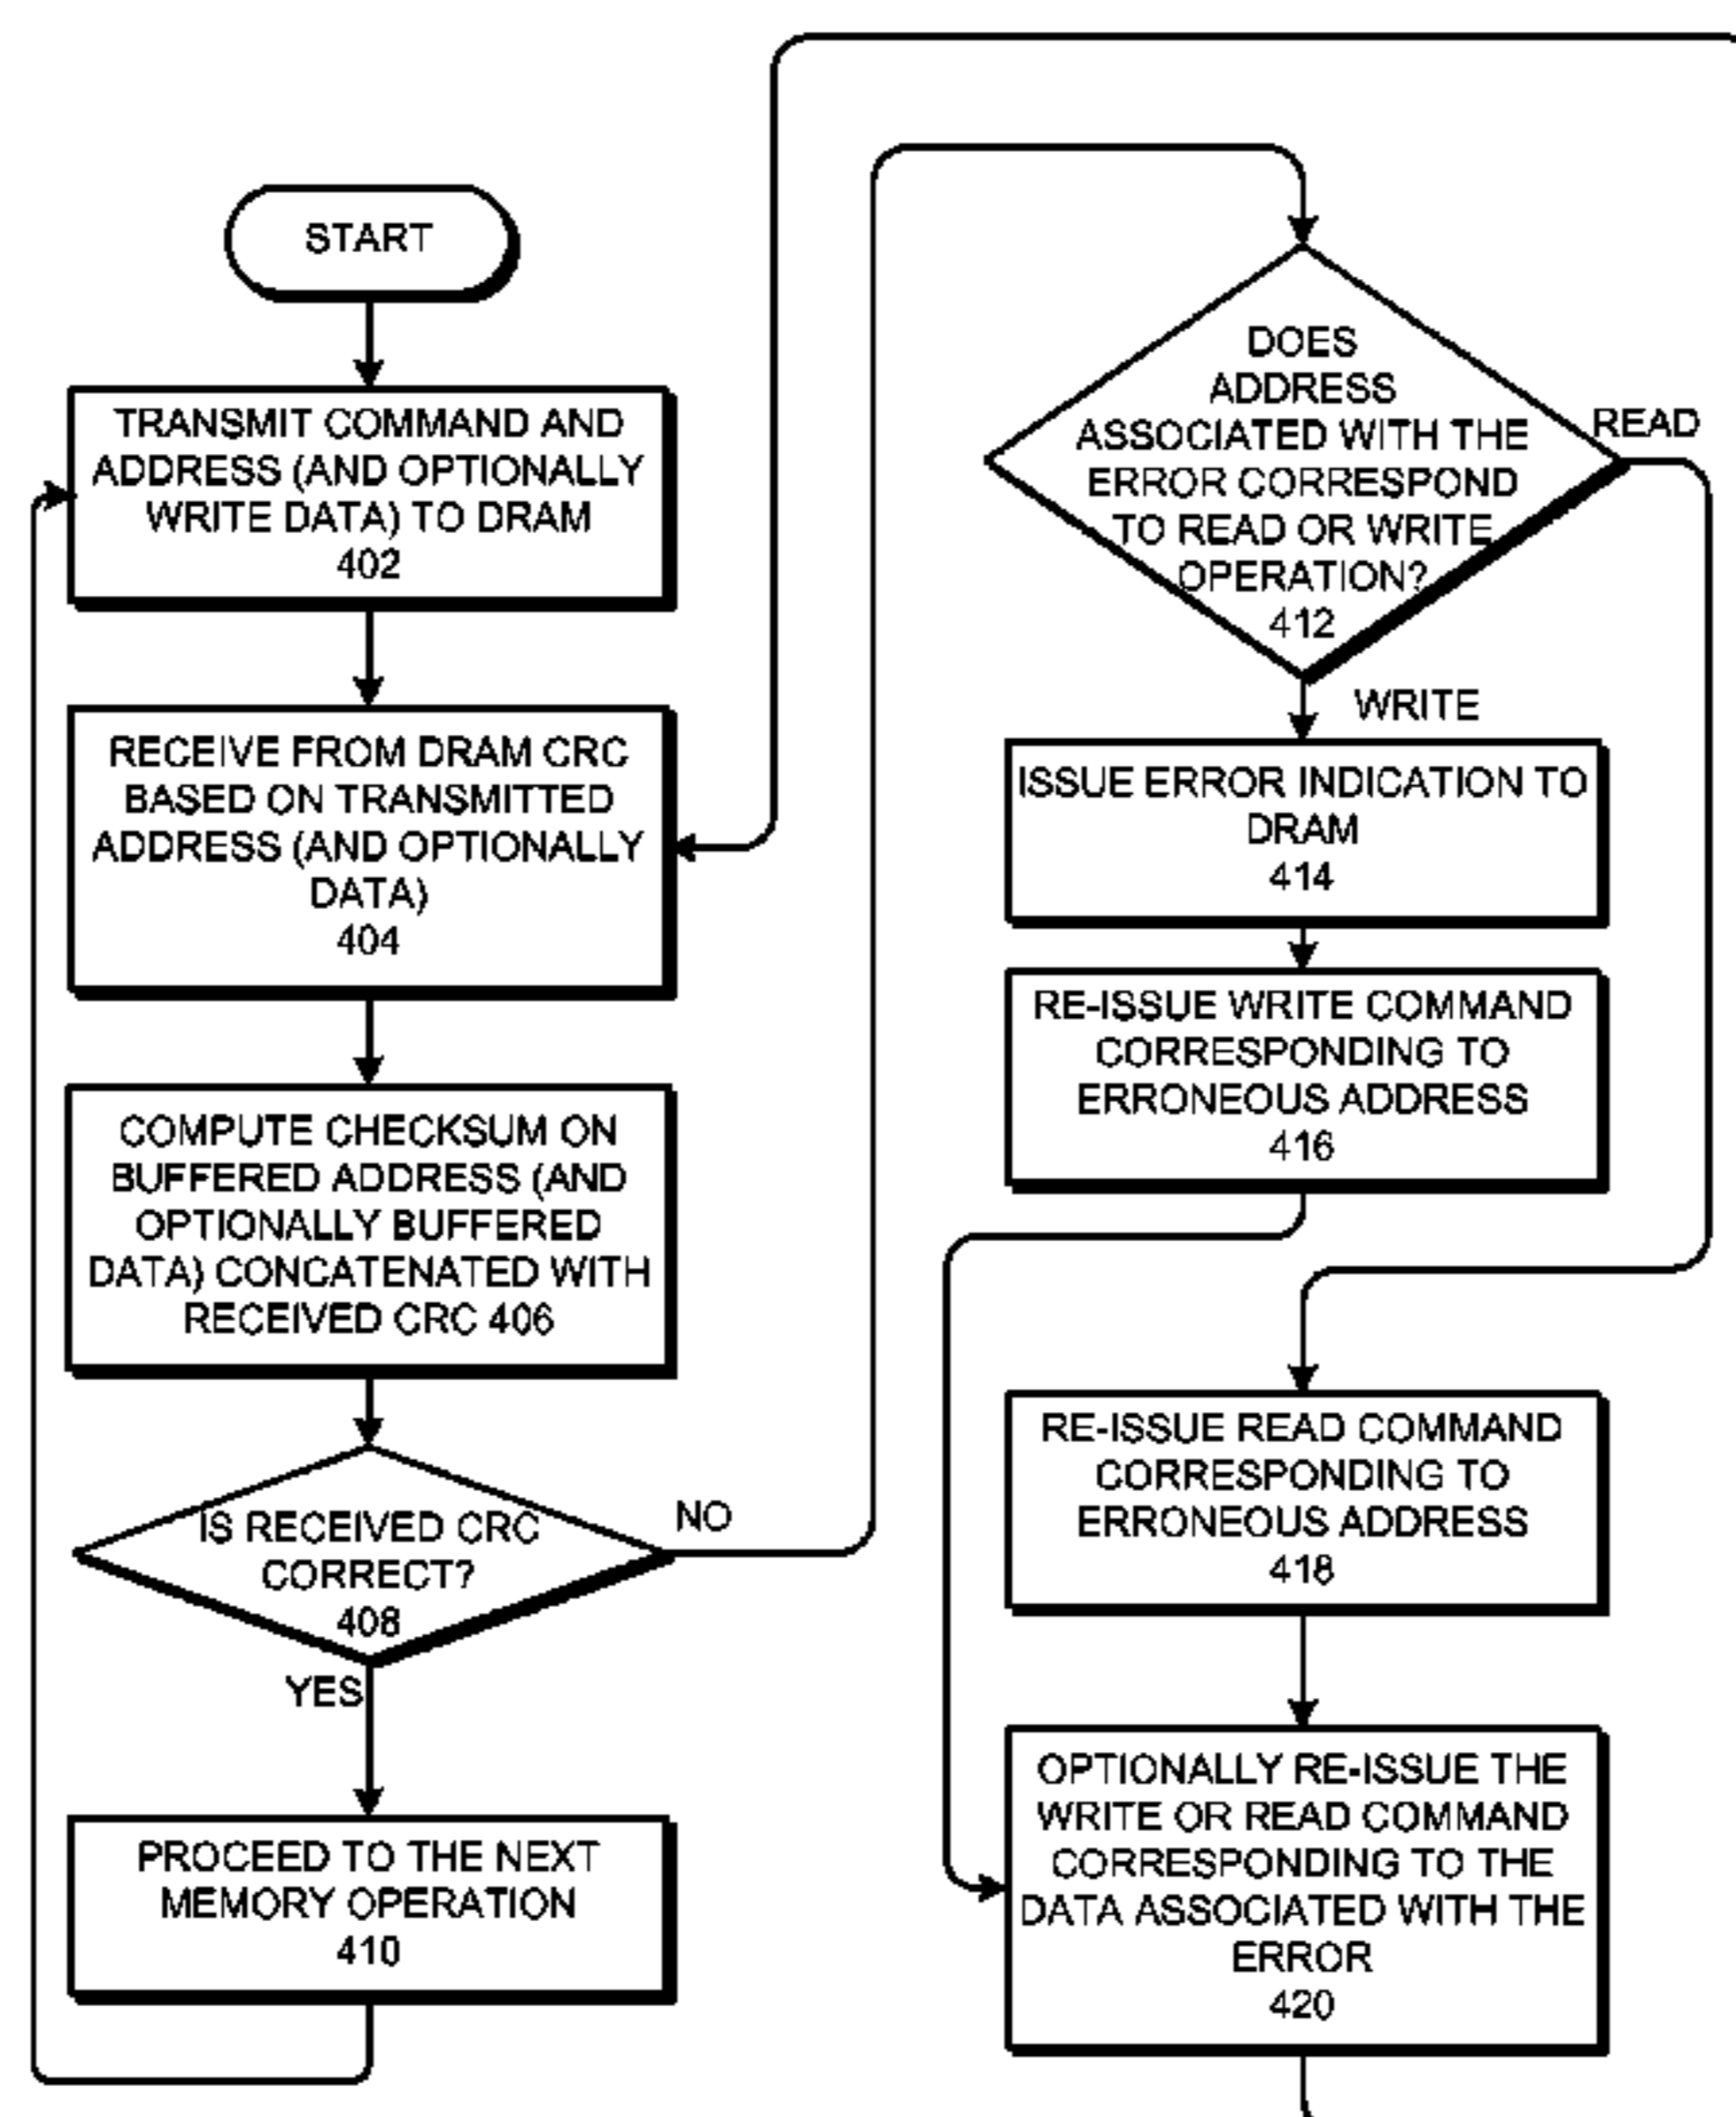 START
TRANSMIT COMMAND AND
ADDRESS (AND OPTIONALLY
WRITE DATA) TO DRAM
402
RECEIVE FROM DRAM CRC
BASED ON TRANSMITTED
ADDRESS (AND OPTIONALLY
DATA)
404
COMPUTE CHECKSUM ON
BUFFERED ADDRESS (AND
OPTIONALLY BUFFERED
DATA) CONCATENATED WITH
RECEIVED CRC 406
IS RECEIVED CRC
CORRECT?
408
NO
YES
PROCEED TO THE NEXT
MEMORY OPERATION
410
DOES
ADDRESS
ASSOCIATED WITH THE
ERROR CORRESPOND
TO READ OR WRITE
OPERATION?
412
READ
WRITE
ISSUE ERROR INDICATION TO
DRAM
414
RE-ISSUE WRITE COMMAND
CORRESPONDING TO
ERRONEOUS ADDRESS
416
RE-ISSUE READ COMMAND
CORRESPONDING TO
ERRONEOUS ADDRESS
418
OPTIONALLY RE-ISSUE THE
WRITE OR READ COMMAND
CORRESPONDING TO THE
DATA ASSOCIATED WITH THE
ERROR
420